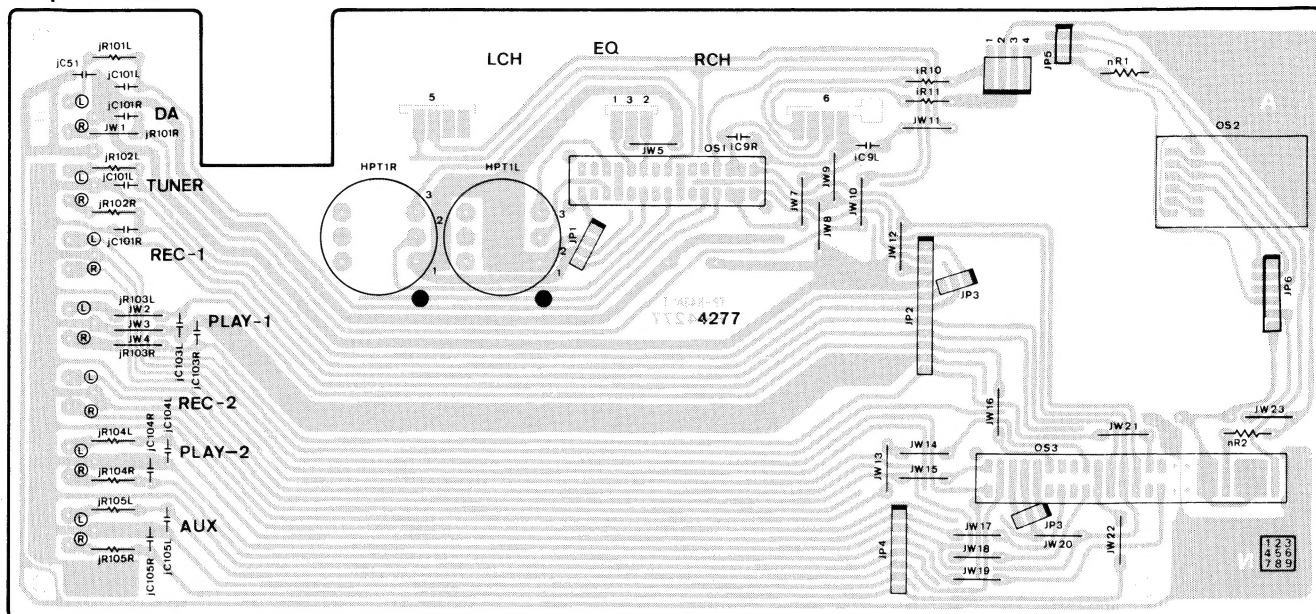 jR101L
jC51
jC101L
L
jC101R
DA
R
JW1
jR101R
jR102L
L
jC101L
TUNER
R
jR102R
L
jC101R
REC-1
R
jR103L
L
JW2
JW3
PLAY-1
R
JW4
jR103R
jC103L
jC103R
L
R
REC-2
jC104R
jC104L
jR104L
L
PLAY-2
R
jR104R
jR105L
L
AUX
R
jR105R
jC105R
jC105L
LCH
EQ
RCH
5
1 3 2
6
HPT1R
HPT1L
3
2
1
3
2
1
JP1
JW5
OS1
iC9R
iC9L
iR10
iR11
JW11
JW7
JW9
JW8
JW10
JW12
1 2 3 4
JP5
nR1
OS2
JP6
JP2
JP3
TP-843A-1
4277
4277
JW16
JW14
JW13
JW15
JW21
JW23
nR2
OS3
JP4
JW17
JP3
JW18
JW20
JW19
JW22
A
N
1 2 3
4 5 6
7 8 9